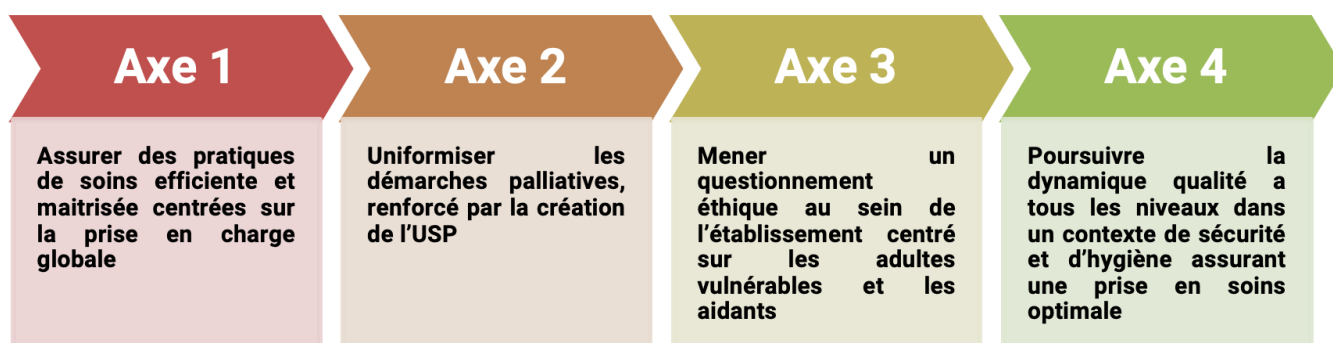 Axe 1
Assurer des pratiques
de soins efficiente et
maitrisée centrées sur
la prise en charge
globale
Axe 2
Uniformiser les
démarches palliatives,
renforcé par la création
de l'USP
Axe 3
Mener un
questionnement
éthique au sein de
l'établissement centré
sur les adultes
vulnérables et les
aidants
Axe 4
Poursuivre la
dynamique qualité a
tous les niveaux dans
un contexte de sécurité
et d'hygiène assurant
une prise en soins
optimale